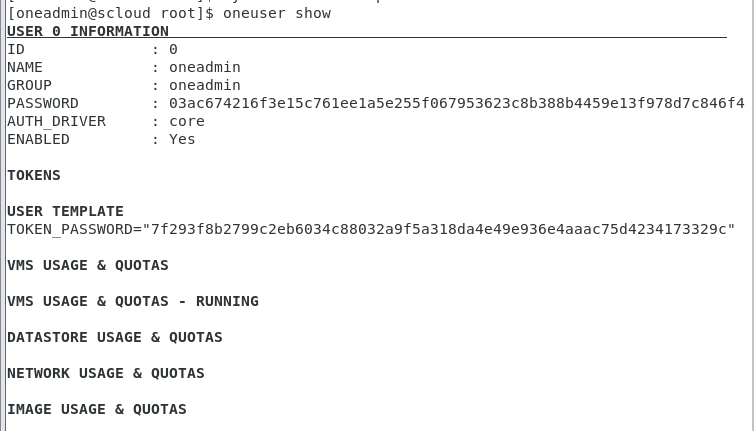 [oneadmin@scloud root]$ oneuser show
USER 0 INFORMATION
ID              : 0
NAME            : oneadmin
GROUP           : oneadmin
PASSWORD        : 03ac674216f3e15c761ee1a5e255f067953623c8b388b4459e13f978d7c846f4
AUTH_DRIVER     : core
ENABLED         : Yes
TOKENS
USER TEMPLATE
TOKEN_PASSWORD="7f293f8b2799c2eb6034c88032a9f5a318da4e49e936e4aaac75d4234173329c"
VMS USAGE & QUOTAS
VMS USAGE & QUOTAS - RUNNING
DATASTORE USAGE & QUOTAS
NETWORK USAGE & QUOTAS
IMAGE USAGE & QUOTAS